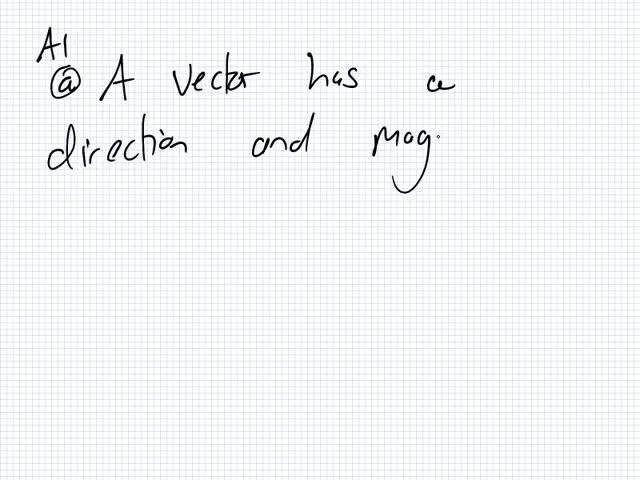 A1
ⓐ A vector has a
direction and mag.